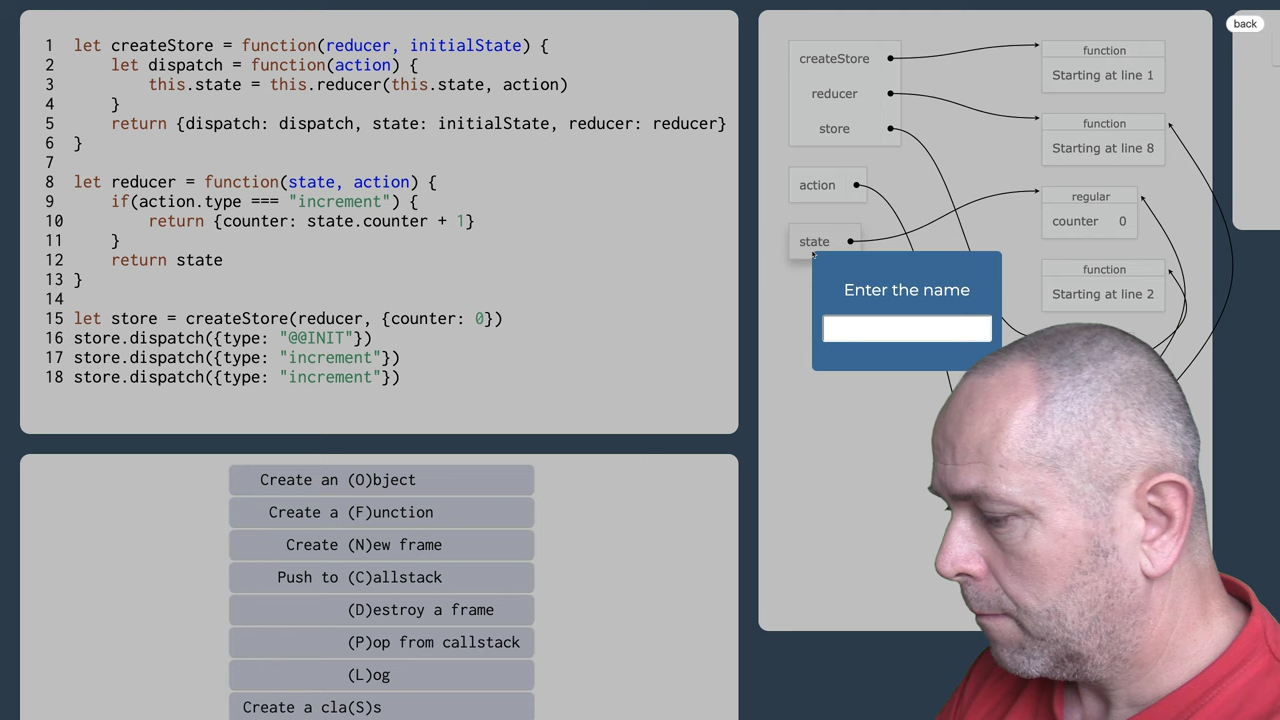 1 let createStore = function(reducer, initialState) {
2 let dispatch = function(action) {
3 this.state = this.reducer(this.state, action)
4 }
5 return {dispatch: dispatch, state: initialState, reducer: reducer}
6 }
7
8 let reducer = function(state, action) {
9 if(action.type === "increment") {
10 return {counter: state.counter + 1}
11 }
12 return state
13 }
14
15 let store = createStore(reducer, {counter: 0})
16 store.dispatch({type: "@@INIT"})
17 store.dispatch({type: "increment"})
18 store.dispatch({type: "increment"})
Create an (O)bject
Create a (F)unction
Create (N)ew frame
Push to (C)allstack
(D)estroy a frame
(P)op from callstack
(L)og
Create a cla(S)s
back
createStore
reducer
store
action
state
function
Starting at line 1
function
Starting at line 8
regular
counter 0
function
Starting at line 2
Enter the name